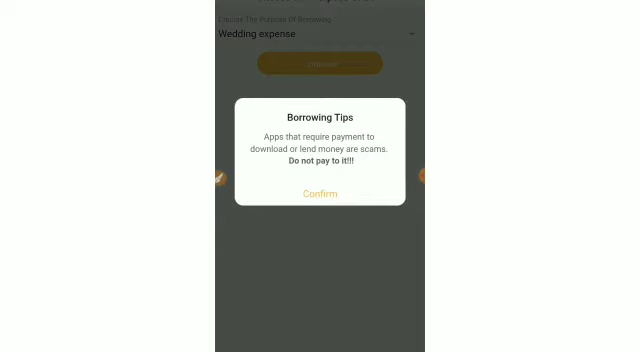 Choose The Purpose Of Borrowing
Wedding expense
Borrowing Tips
Apps that require payment to
download or lend money are scams.
Do not pay to it!!!
Confirm